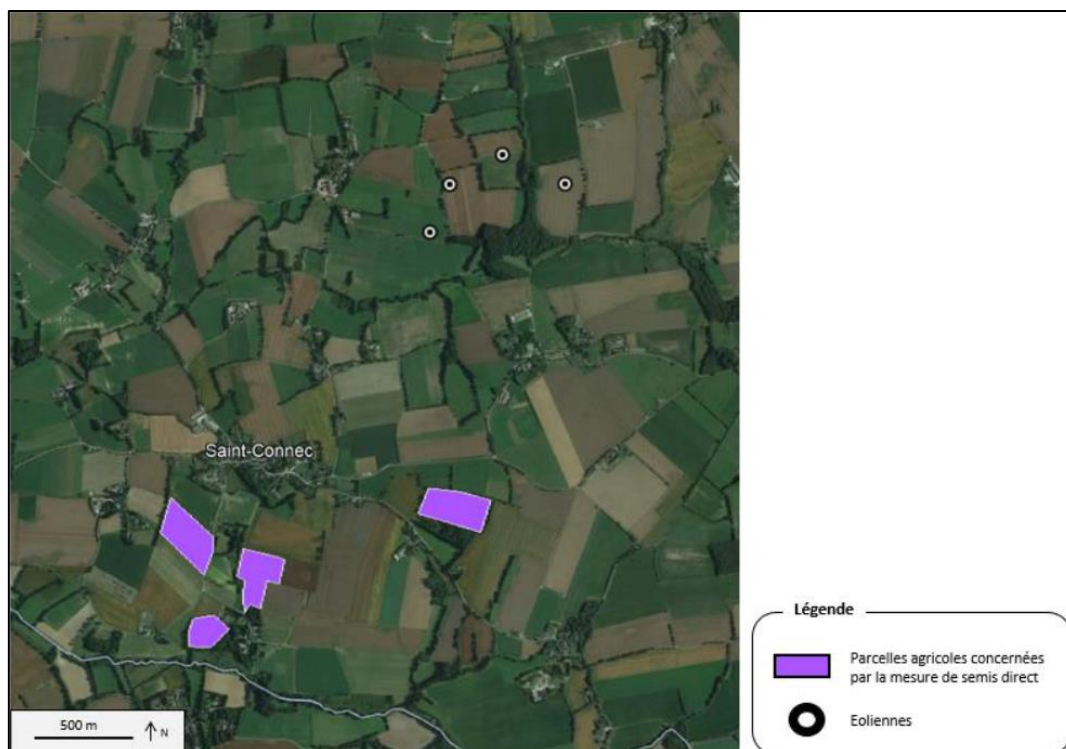 Saint-Connec
500 m
N
Légende
Parcelles agricoles concernées
par la mesure de semis direct
Eoliennes